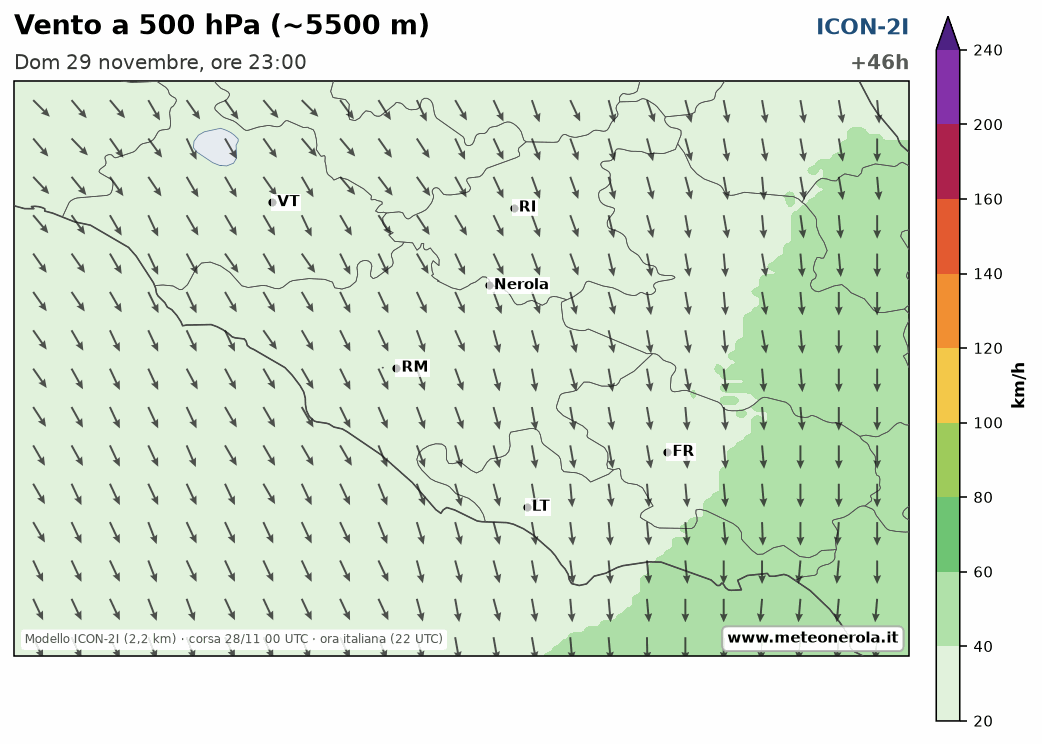 Vento a 500 hPa (~5500 m)
ICON-2I
Dom 29 novembre, ore 23:00
+46h
240
200
160
140
120
100
80
60
40
20
km/h
VT
RI
Nerola
RM
FR
LT
Modello ICON-2I (2,2 km) · corsa 28/11 00 UTC · ora italiana (22 UTC)
www.meteonerola.it